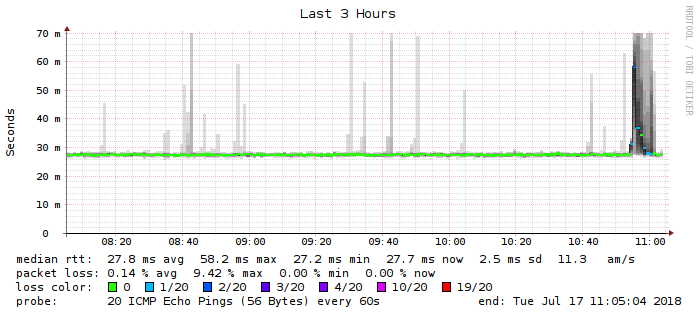 Last 3 Hours
RRDTOOL / TOBI OETIKER
Seconds
70 m
60 m
50 m
40 m
30 m
20 m
10 m
0
08:20 08:40 09:00 09:20 09:40 10:00 10:20 10:40 11:00
median rtt: 27.8 ms avg 58.2 ms max 27.2 ms min 27.7 ms now 2.5 ms sd 11.3 am/s
packet loss: 0.14 % avg 9.42 % max 0.00 % min 0.00 % now
loss color: 0 1/20 2/20 3/20 4/20 10/20 19/20
probe: 20 ICMP Echo Pings (56 Bytes) every 60s end: Tue Jul 17 11:05:04 2018